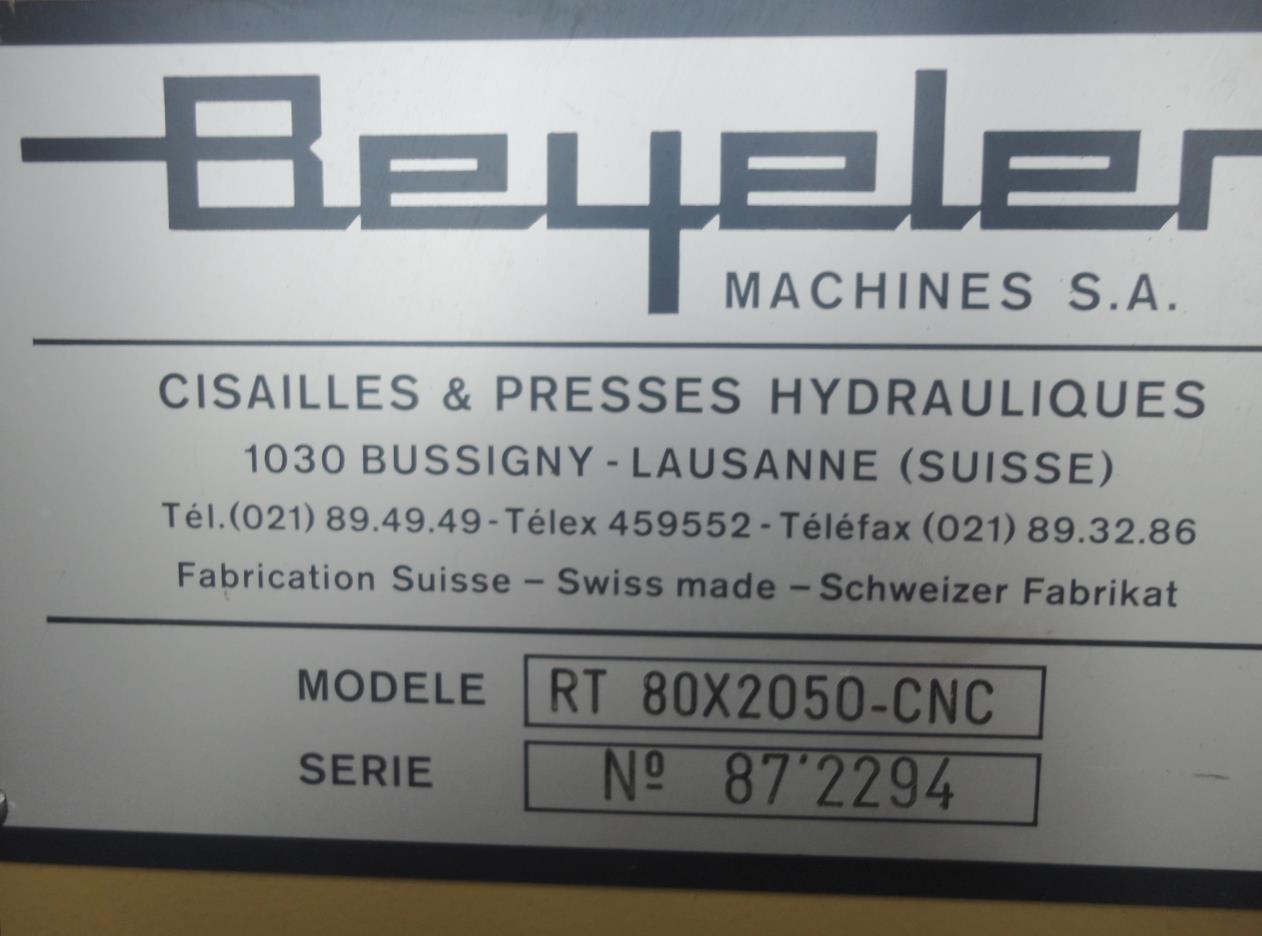 Beyeler
MACHINES S.A.
CISAILLES & PRESSES HYDRAULIQUES
1030 BUSSIGNY - LAUSANNE (SUISSE)
Tél.(021) 89.49.49 - Télex 459552 - Téléfax (021) 89.32.86
Fabrication Suisse – Swiss made – Schweizer Fabrikat
MODELE RT 80X2050-CNC
SERIE Nº 87'2294